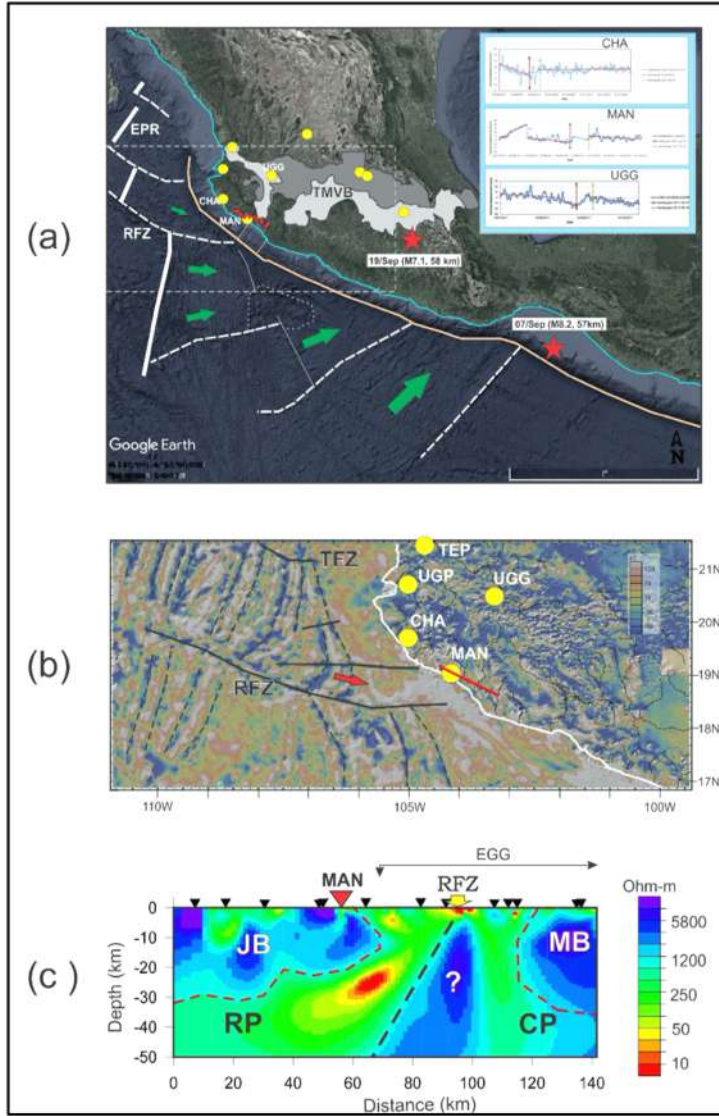 (a)
CHA
MAN
UGG
EPR
RFZ
UGG
TMVB
CHA
MAN
19/Sep (M7.1, 58 km)
07/Sep (M8.2, 57km)
Google Earth
N
(b)
TFZ
TEP
UGP
UGG
CHA
MAN
RFZ
21N
20N
19N
18N
17N
110W
105W
100W
(c)
EGG
MAN
RFZ
Ohm-m
JB
MB
?
RP
CP
Depth (km)
0
-10
-20
-30
-40
-50
0
20
40
60
80
100
120
140
Distance (km)
5800
1200
250
50
10